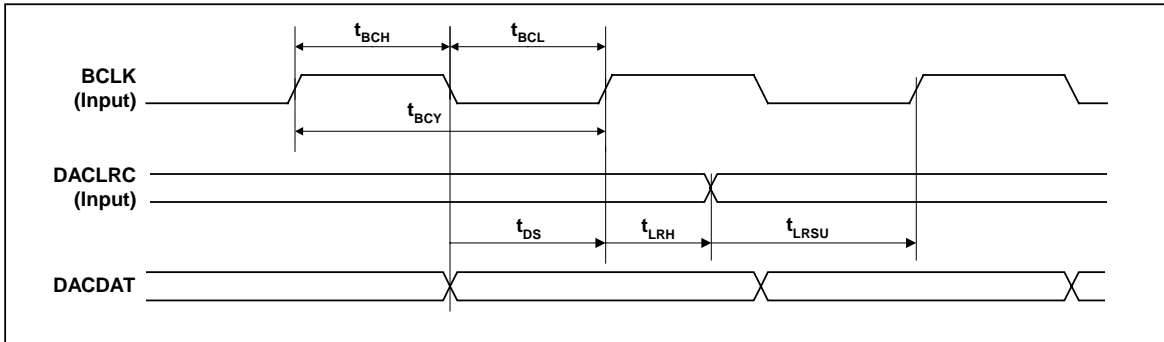 tBCH
tBCL
BCLK
(Input)
tBCY
DACLRC
(Input)
tDS
tLRH
tLRSU
DACDAT